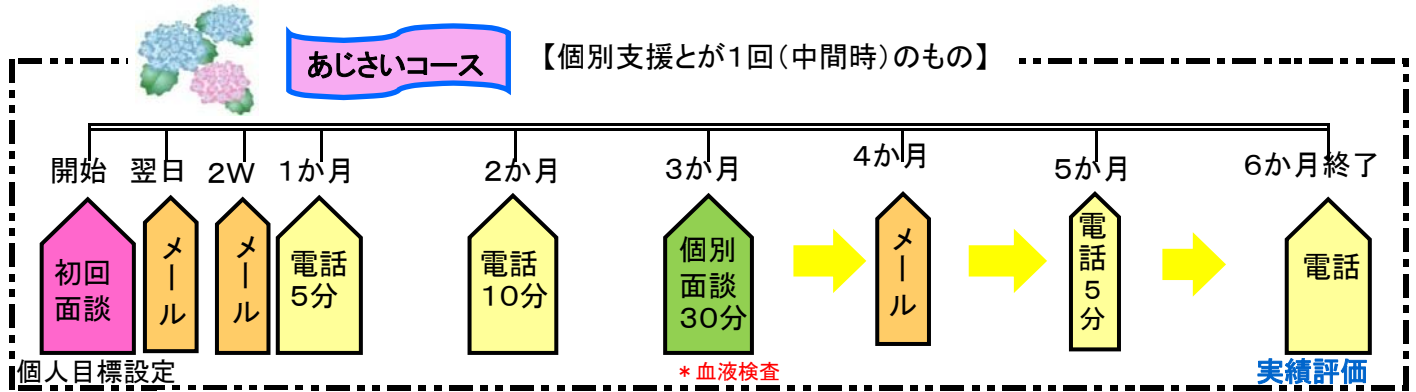 あじさいコース
【個別支援とが1回(中間時)のもの】
開始
翌日
2W
1か月
2か月
3か月
4か月
5か月
6か月終了
初回
面談
メール
メール
電話
5分
電話
10分
個別
面談
30分
メール
電話5分
電話
個人目標設定
*血液検査
実績評価